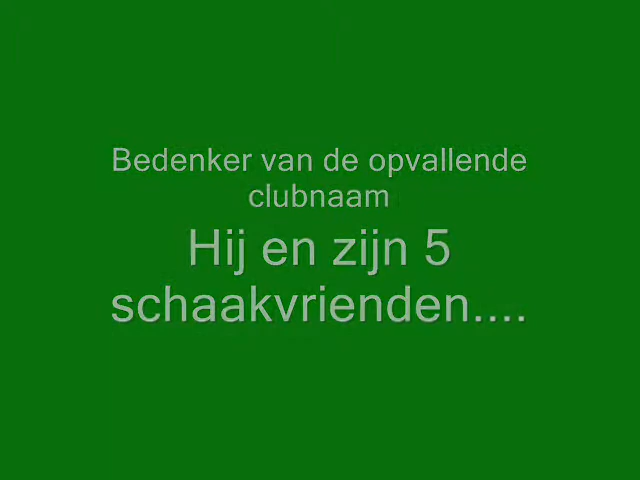 Bedenker van de opvallende
clubnaam
Hij en zijn 5
schaakvrienden....